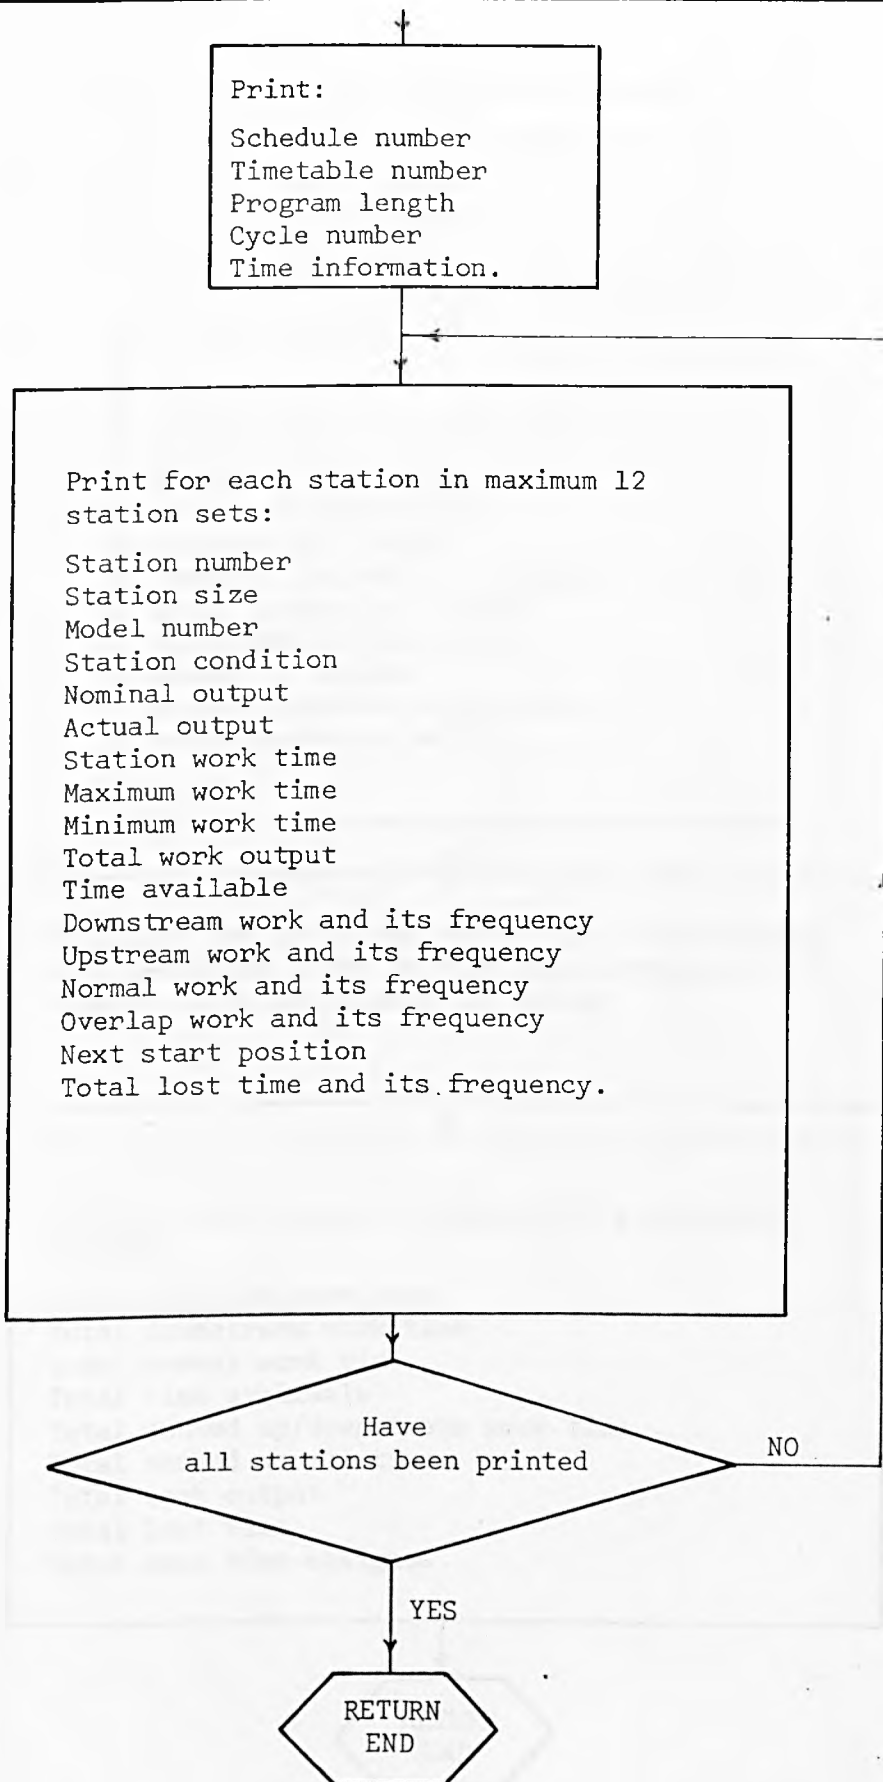 Print:
Schedule number
Timetable number
Program length
Cycle number
Time information.
Print for each station in maximum 12
station sets:
Station number
Station size
Model number
Station condition
Nominal output
Actual output
Station work time
Maximum work time
Minimum work time
Total work output
Time available
Downstream work and its frequency
Upstream work and its frequency
Normal work and its frequency
Overlap work and its frequency
Next start position
Total lost time and its frequency.
Have
all stations been printed
NO
YES
RETURN
END